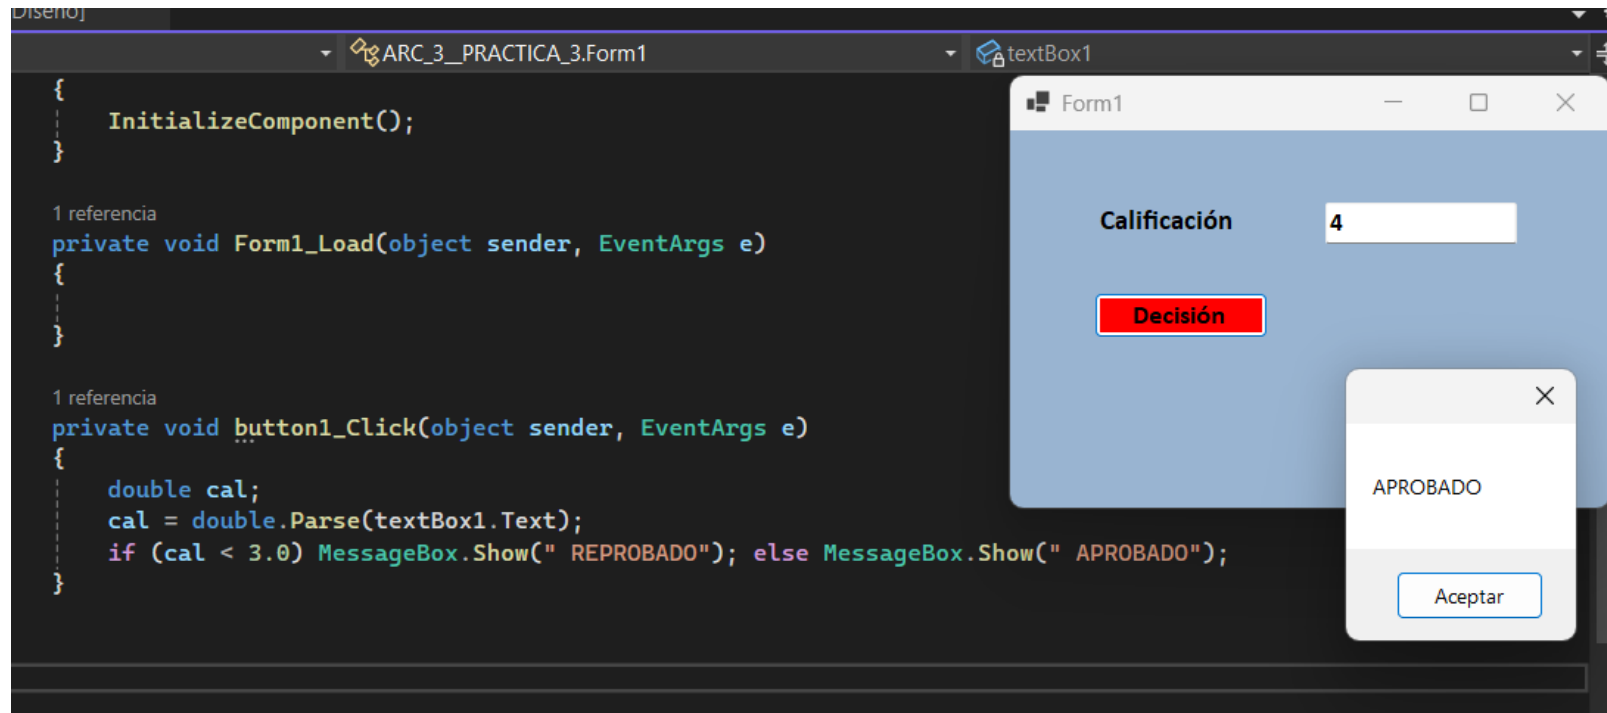 Diseño]
ARC_3__PRACTICA_3.Form1
textBox1
{
InitializeComponent();
}
1 referencia
private void Form1_Load(object sender, EventArgs e)
{
}
1 referencia
private void button1_Click(object sender, EventArgs e)
{
double cal;
cal = double.Parse(textBox1.Text);
if (cal < 3.0) MessageBox.Show(" REPROBADO"); else MessageBox.Show(" APROBADO");
}
Form1
Calificación
4
Decisión
APROBADO
Aceptar